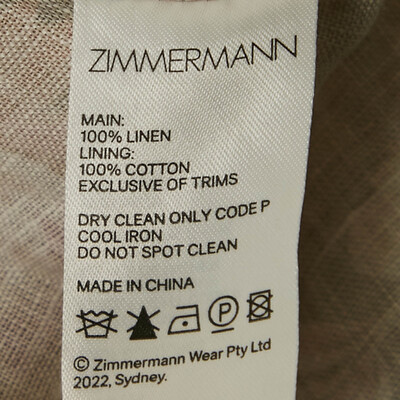 ZIMMERMANN
MAIN:
100% LINEN
LINING:
100% COTTON
EXCLUSIVE OF TRIMS
DRY CLEAN ONLY CODE P
COOL IRON
DO NOT SPOT CLEAN
MADE IN CHINA
P
© Zimmermann Wear Pty Ltd
2022, Sydney.